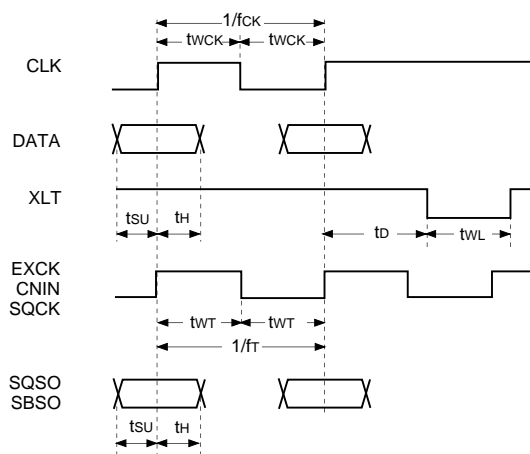 1/fCK
tWCK tWCK
CLK
DATA
XLT
tSU tH
tD tWL
EXCK
CNIN
SQCK
tWT tWT
1/fT
SQSO
SBSO
tSU tH